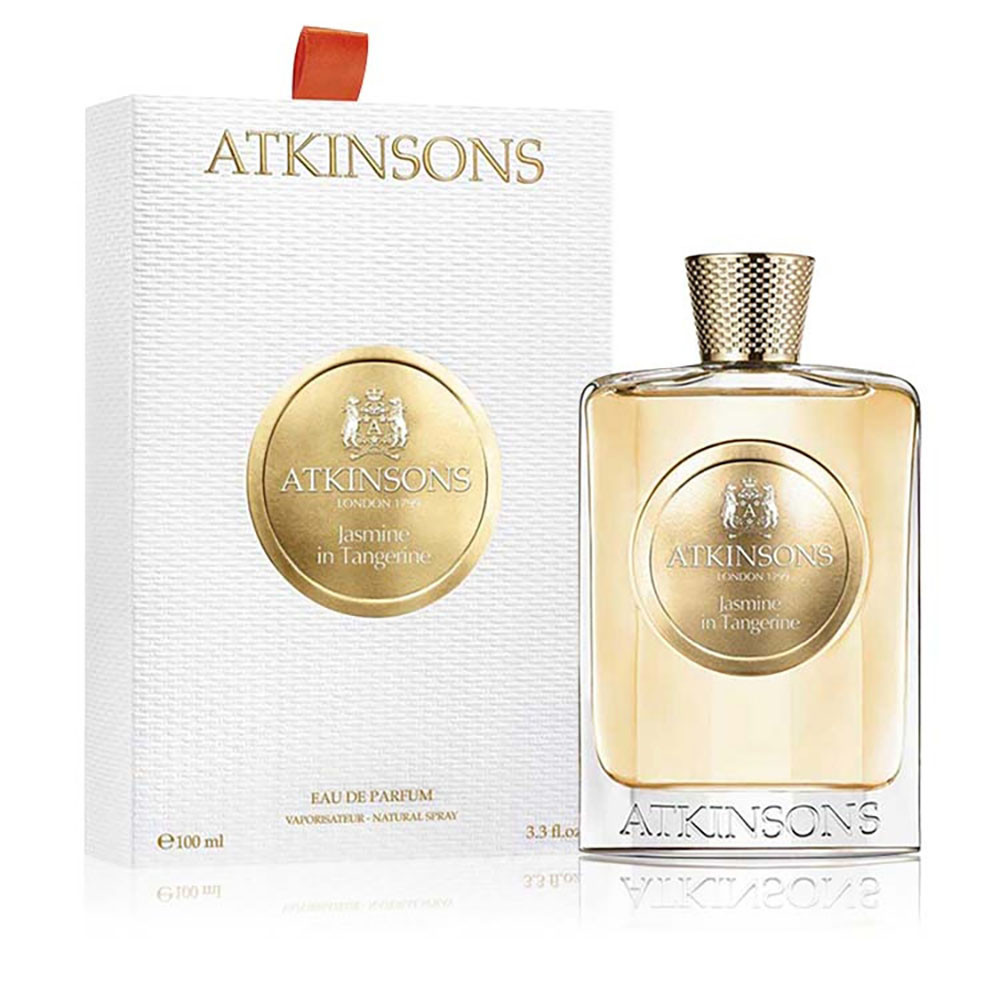 ATKINSONS
A
ATKINSONS
LONDON 1799
Jasmine
in Tangerine
EAU DE PARFUM
VAPORISATEUR - NATURAL SPRAY
℮100 ml
3.3 fl.oz
A
ATKINSONS
LONDON 1799
Jasmine
in Tangerine
ATKINSONS